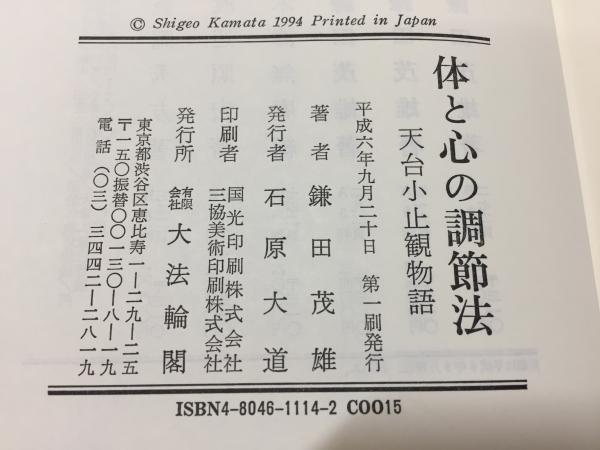 © Shigeo Kamata 1994 Printed in Japan
体と心の調節法
天台小止観物語
平成六年九月二十日 第一刷発行
著者 鎌田茂雄
発行者 石原大道
印刷者 国光印刷株式会社
三協美術印刷株式会社
発行所 有限会社 大法輪閣
東京都渋谷区恵比寿一—二九—二五
〒一五〇振替〇〇一三〇—八—一九
電話(〇三)三四四二—二八一九
ISBN4-8046-1114-2 COO15